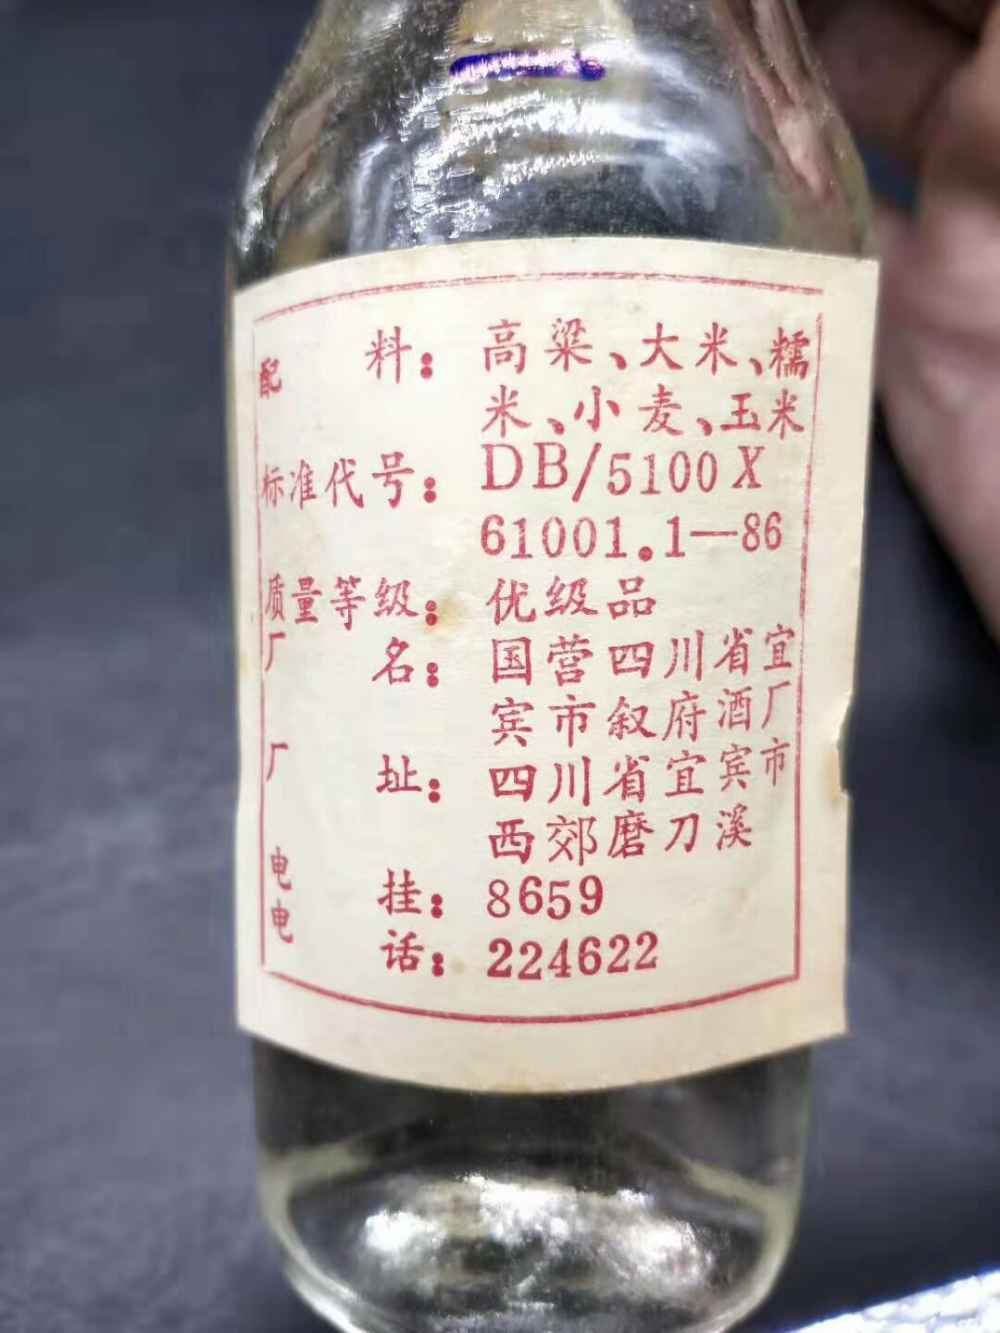 配料：高粱、大米、糯
米、小麦、玉米
标准代号：DB/5100X
61001.1—86
质量等级：优级品
厂名：国营四川省宜
宾市叙府酒厂
厂址：四川省宜宾市
西郊磨刀溪
电挂：8659
电话：224622